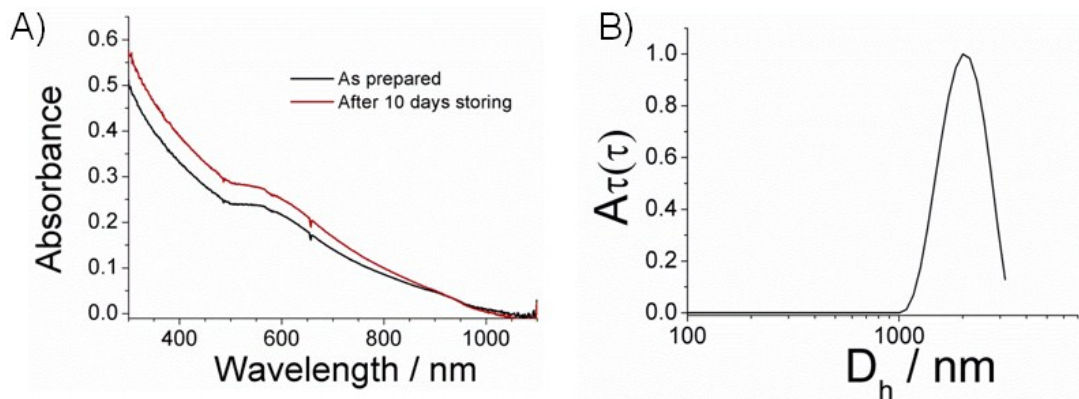 A)
Absorbance
0.6
0.5
0.4
0.3
0.2
0.1
0.0
As prepared
After 10 days storing
400 600 800 1000
Wavelength / nm
B)
Aτ(τ)
1.0
0.8
0.6
0.4
0.2
0.0
100 1000
Dh / nm